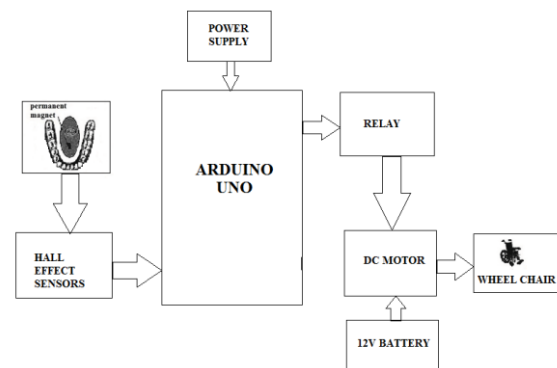 POWER
SUPPLY
permanent
magnet
ARDUINO
UNO
RELAY
HALL
EFFECT
SENSORS
DC MOTOR
WHEEL CHAIR
12V BATTERY